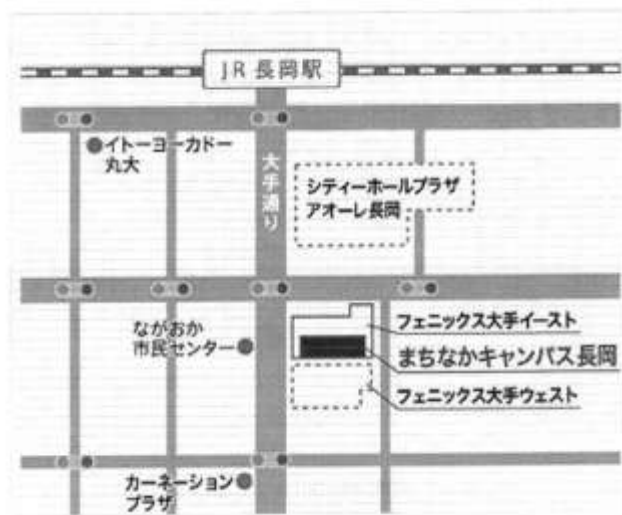 JR 長岡駅
イトーヨーカドー
丸大
大手通り
シティーホールプラザ
アオーレ長岡
ながおか
市民センター
フェニックス大手イースト
まちなかキャンパス長岡
フェニックス大手ウェスト
カーネーション
プラザ